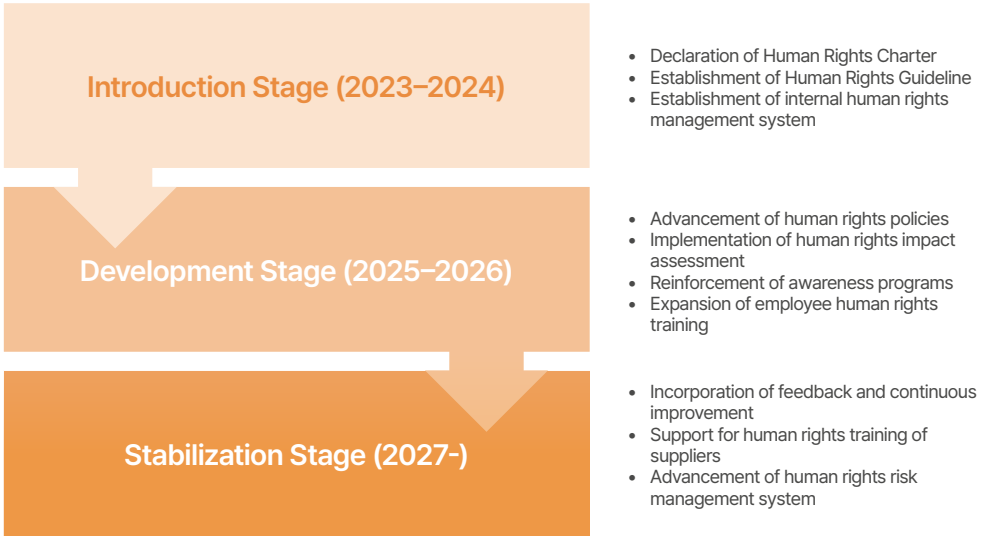 Introduction Stage (2023–2024)
• Declaration of Human Rights Charter
• Establishment of Human Rights Guideline
• Establishment of internal human rights
management system
Development Stage (2025–2026)
• Advancement of human rights policies
• Implementation of human rights impact
assessment
• Reinforcement of awareness programs
• Expansion of employee human rights
training
Stabilization Stage (2027-)
• Incorporation of feedback and continuous
improvement
• Support for human rights training of
suppliers
• Advancement of human rights risk
management system